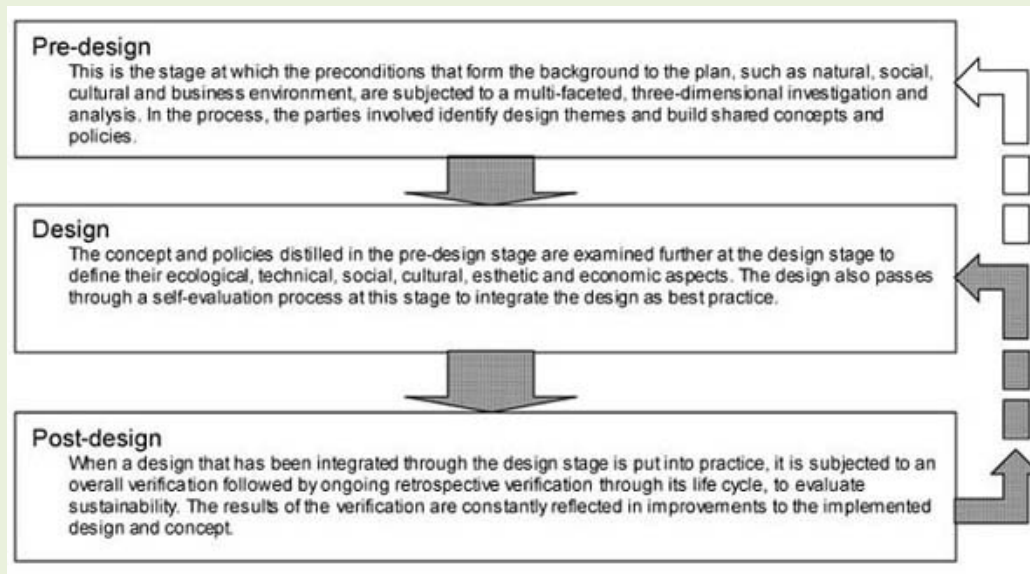 Pre-design
This is the stage at which the preconditions that form the background to the plan, such as natural, social,
cultural and business environment, are subjected to a multi-faceted, three-dimensional investigation and
analysis. In the process, the parties involved identify design themes and build shared concepts and
policies.
Design
The concept and policies distilled in the pre-design stage are examined further at the design stage to
define their ecological, technical, social, cultural, esthetic and economic aspects. The design also passes
through a self-evaluation process at this stage to integrate the design as best practice.
Post-design
When a design that has been integrated through the design stage is put into practice, it is subjected to an
overall verification followed by ongoing retrospective verification through its life cycle, to evaluate
sustainability. The results of the verification are constantly reflected in improvements to the implemented
design and concept.